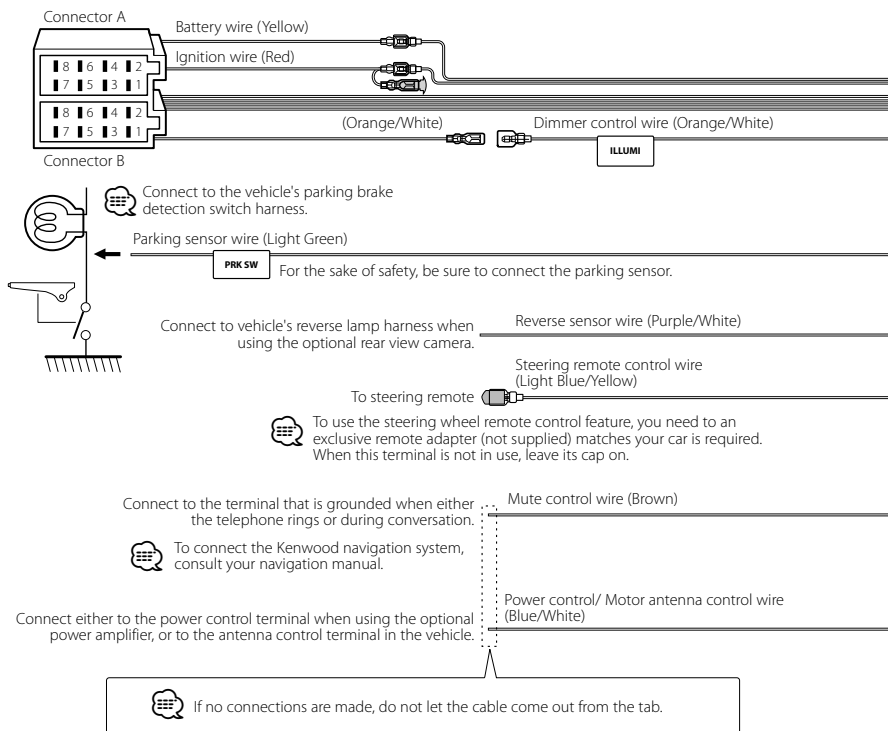 Connector A
Battery wire (Yellow)
Ignition wire (Red)
8 6 4 2
7 5 3 1
8 6 4 2
7 5 3 1
(Orange/White)
Dimmer control wire (Orange/White)
ILLUMI
Connector B
Connect to the vehicle's parking brake
detection switch harness.
Parking sensor wire (Light Green)
PRK SW
For the sake of safety, be sure to connect the parking sensor.
Connect to vehicle's reverse lamp harness when
using the optional rear view camera.
Reverse sensor wire (Purple/White)
Steering remote control wire
(Light Blue/Yellow)
To steering remote
To use the steering wheel remote control feature, you need to an
exclusive remote adapter (not supplied) matches your car is required.
When this terminal is not in use, leave its cap on.
Connect to the terminal that is grounded when either
the telephone rings or during conversation.
Mute control wire (Brown)
To connect the Kenwood navigation system,
consult your navigation manual.
Power control/ Motor antenna control wire
(Blue/White)
Connect either to the power control terminal when using the optional
power amplifier, or to the antenna control terminal in the vehicle.
If no connections are made, do not let the cable come out from the tab.